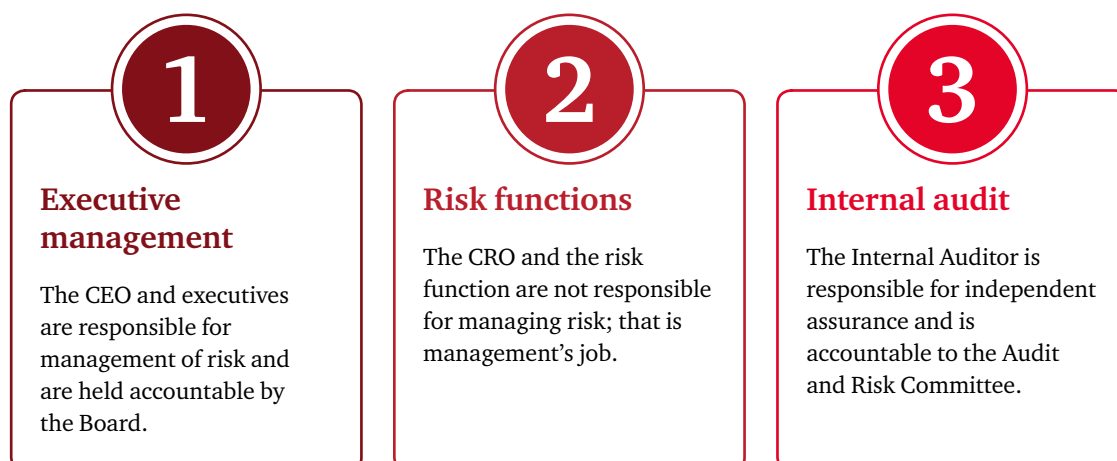 1
Executive
management
The CEO and executives
are responsible for
management of risk and
are held accountable by
the Board.
2
Risk functions
The CRO and the risk
function are not responsible
for managing risk; that is
management’s job.
3
Internal audit
The Internal Auditor is
responsible for independent
assurance and is
accountable to the Audit
and Risk Committee.